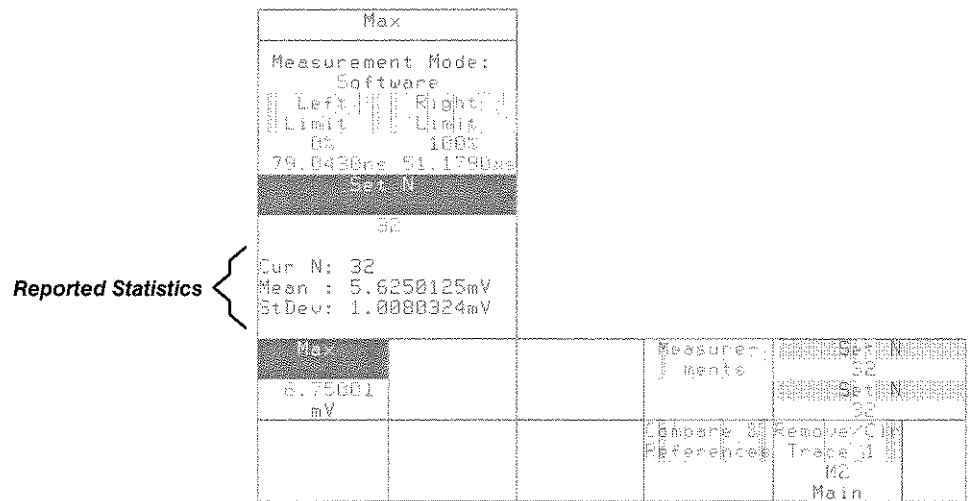 Max
Measurement Mode:
Software
Left Right
Limit Limit
0% 100%
79.0430ns 51.1790ns
Set N
32
Reported Statistics
Cur N: 32
Mean : 5.6250125mV
StDev: 1.0080324mV
Max Measure- Set N
ments 32
6.75001 Set N
mV 32
Compare & Remove/Clr
References Trace 1
M2
Main